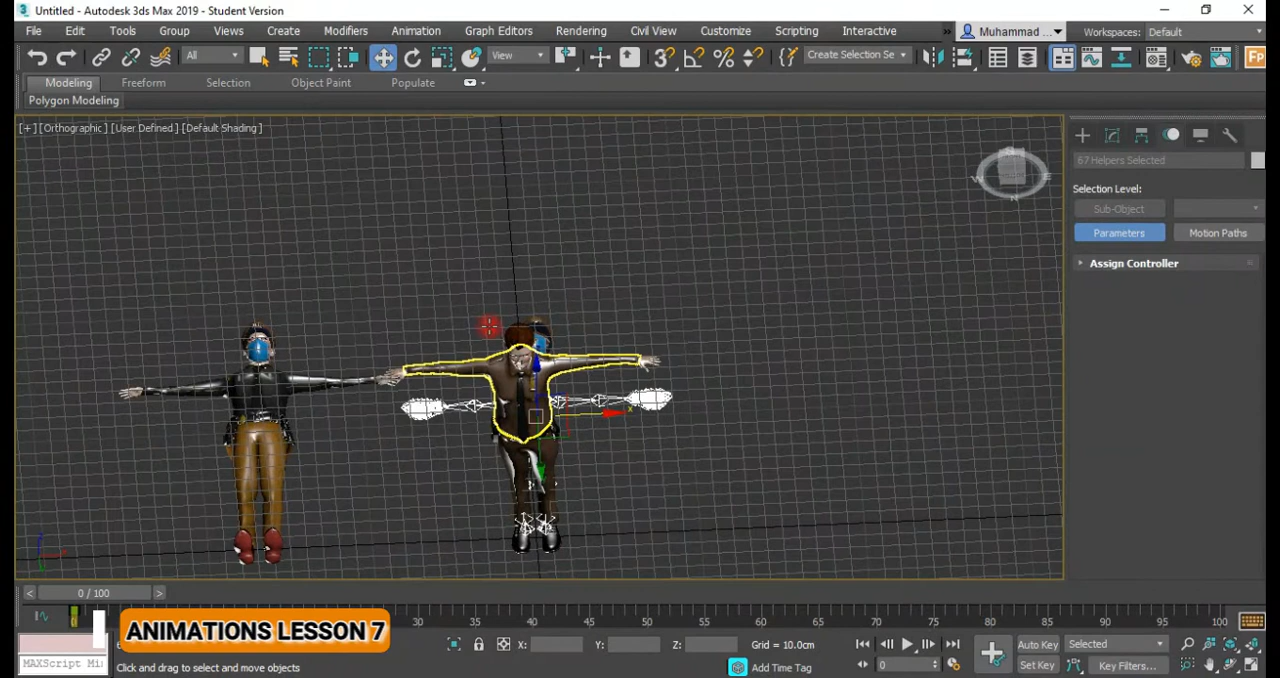 Untitled - Autodesk 3ds Max 2019 - Student Version
File Edit Tools Group Views Create Modifiers Animation Graph Editors Rendering Civil View Customize Scripting Interactive Muhammad ... Workspaces: Default
All View Create Selection Se
Modeling Freeform Selection Object Paint Populate
Polygon Modeling
[+] [Orthographic] [User Defined] [Default Shading]
67 Helpers Selected
Selection Level:
Sub-Object
Parameters Motion Paths
Assign Controller
0 / 100
30 35 40 45 50 55 60 65 70 75 80 85 90 95 100
ANIMATIONS LESSON 7
X: Y: Z: Grid = 10.0cm Auto Key Selected
MAXScript Mi Click and drag to select and move objects Add Time Tag 0 Set Key Key Filters...